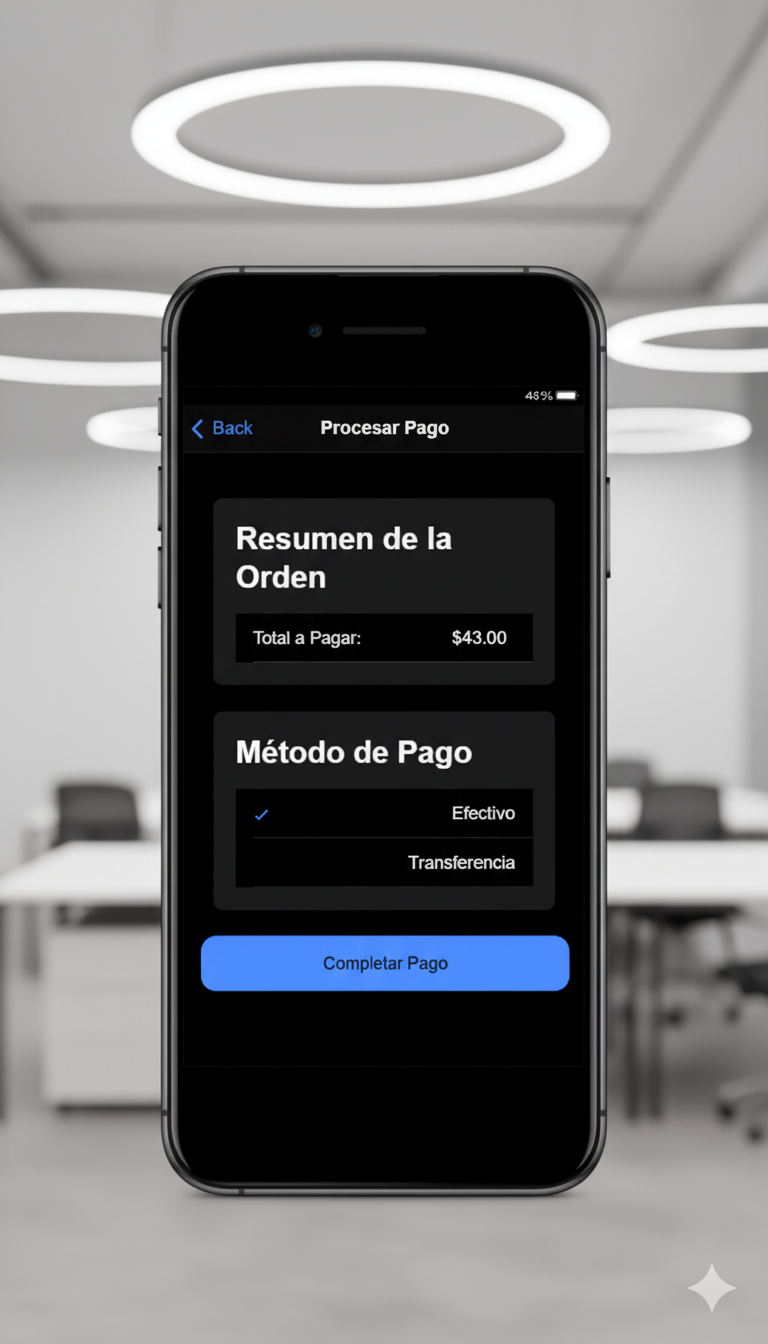 48%
Back
Procesar Pago
Resumen de la
Orden
Total a Pagar: $43.00
Método de Pago
Efectivo
Transferencia
Completar Pago